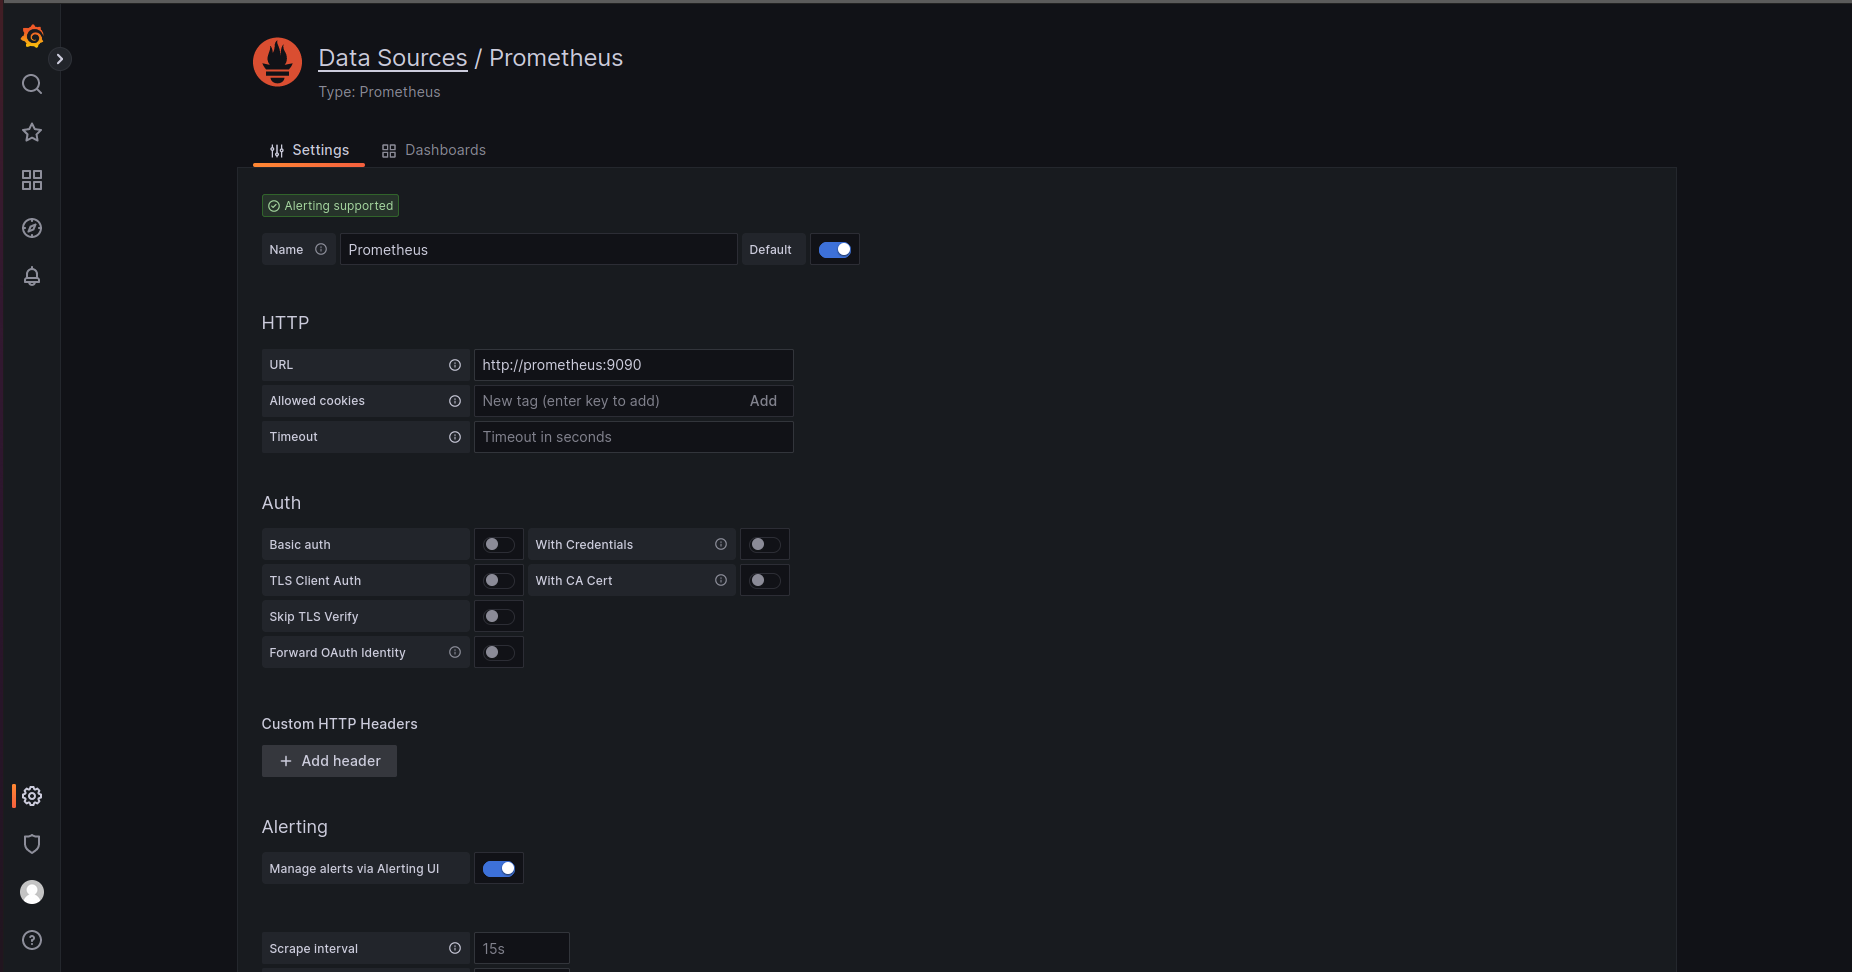 Data Sources / Prometheus
Type: Prometheus
Settings Dashboards
Alerting supported
Name Prometheus Default
HTTP
URL http://prometheus:9090
Allowed cookies New tag (enter key to add) Add
Timeout Timeout in seconds
Auth
Basic auth With Credentials
TLS Client Auth With CA Cert
Skip TLS Verify
Forward OAuth Identity
Custom HTTP Headers
+ Add header
Alerting
Manage alerts via Alerting UI
Scrape interval 15s